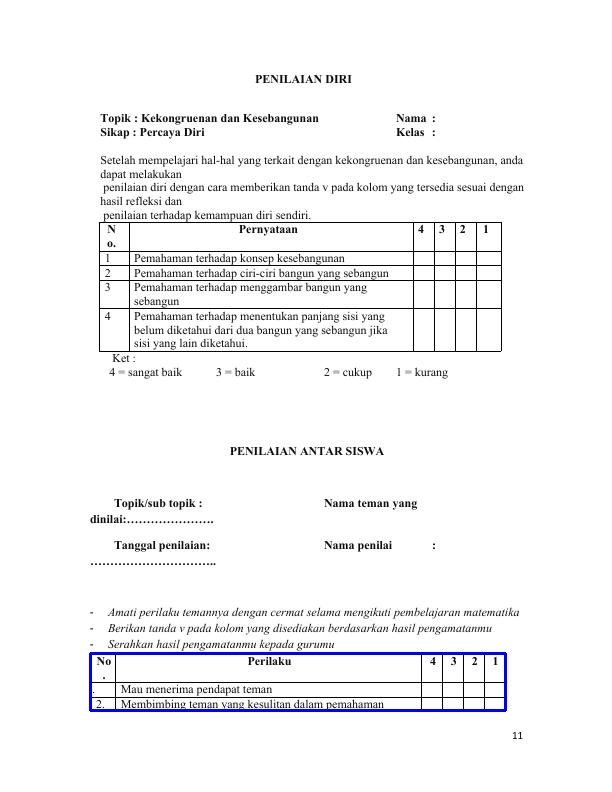 PENILAIAN DIRI
Topik : Kekongruenan dan Kesebangunan Nama :
Sikap : Percaya Diri Kelas :
Setelah mempelajari hal-hal yang terkait dengan kekongruenan dan kesebangunan, anda
dapat melakukan
penilaian diri dengan cara memberikan tanda v pada kolom yang tersedia sesuai dengan
hasil refleksi dan
penilaian terhadap kemampuan diri sendiri.
N Pernyataan 4 3 2 1
o.
1 Pemahaman terhadap konsep kesebangunan
2 Pemahaman terhadap ciri-ciri bangun yang sebangun
3 Pemahaman terhadap menggambar bangun yang
sebangun
4 Pemahaman terhadap menentukan panjang sisi yang
belum diketahui dari dua bangun yang sebangun jika
sisi yang lain diketahui.
Ket :
4 = sangat baik 3 = baik 2 = cukup 1 = kurang
PENILAIAN ANTAR SISWA
Topik/sub topik : Nama teman yang
dinilai:………………….
Tanggal penilaian: Nama penilai :
…………………………..
- Amati perilaku temannya dengan cermat selama mengikuti pembelajaran matematika
- Berikan tanda v pada kolom yang disediakan berdasarkan hasil pengamatanmu
- Serahkan hasil pengamatanmu kepada gurumu
No Perilaku 4 3 2 1
.
. Mau menerima pendapat teman
2. Membimbing teman yang kesulitan dalam pemahaman
11